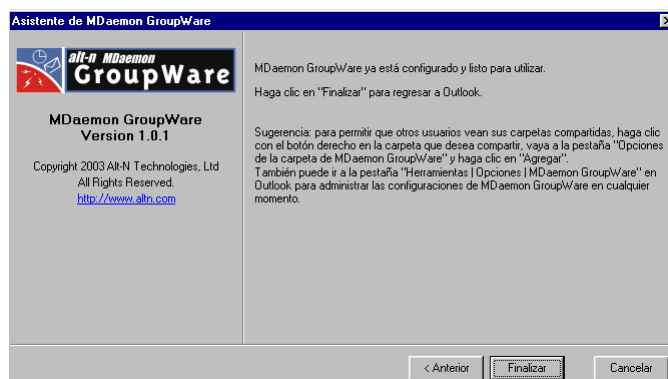 Asistente de MDaemon GroupWare
alt-n MDaemon
GroupWare
MDaemon GroupWare
Version 1.0.1
Copyright 2003 Alt-N Technologies, Ltd
All Rights Reserved.
http://www.altn.com
MDaemon GroupWare ya está configurado y listo para utilizar.
Haga clic en "Finalizar" para regresar a Outlook.
Sugerencia: para permitir que otros usuarios vean sus carpetas compartidas, haga clic
con el botón derecho en la carpeta que desea compartir, vaya a la pestaña "Opciones
de la carpeta de MDaemon GroupWare" y haga clic en "Agregar".
También puede ir a la pestaña "Herramientas | Opciones | MDaemon GroupWare" en
Outlook para administrar las configuraciones de MDaemon GroupWare en cualquier
momento.
< Anterior
Finalizar
Cancelar